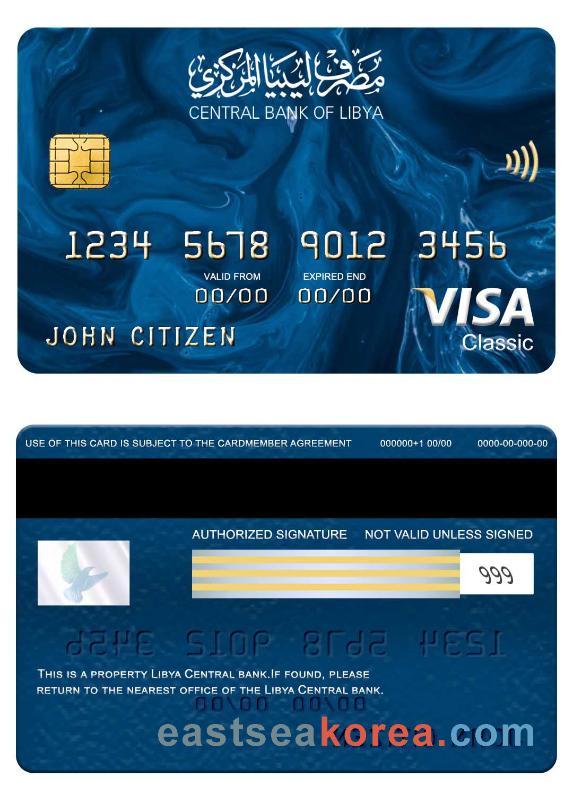 مصرف ليبيا المركزي
CENTRAL BANK OF LIBYA
1234 5678 9012 3456
VALID FROM EXPIRED END
00/00 00/00
VISA
JOHN CITIZEN
Classic
USE OF THIS CARD IS SUBJECT TO THE CARDMEMBER AGREEMENT 000000+1 00/00 0000-00-000-00
AUTHORIZED SIGNATURE NOT VALID UNLESS SIGNED
999
THIS IS A PROPERTY LIBYA CENTRAL BANK.IF FOUND, PLEASE
RETURN TO THE NEAREST OFFICE OF THE LIBYA CENTRAL BANK.
eastseakorea.com